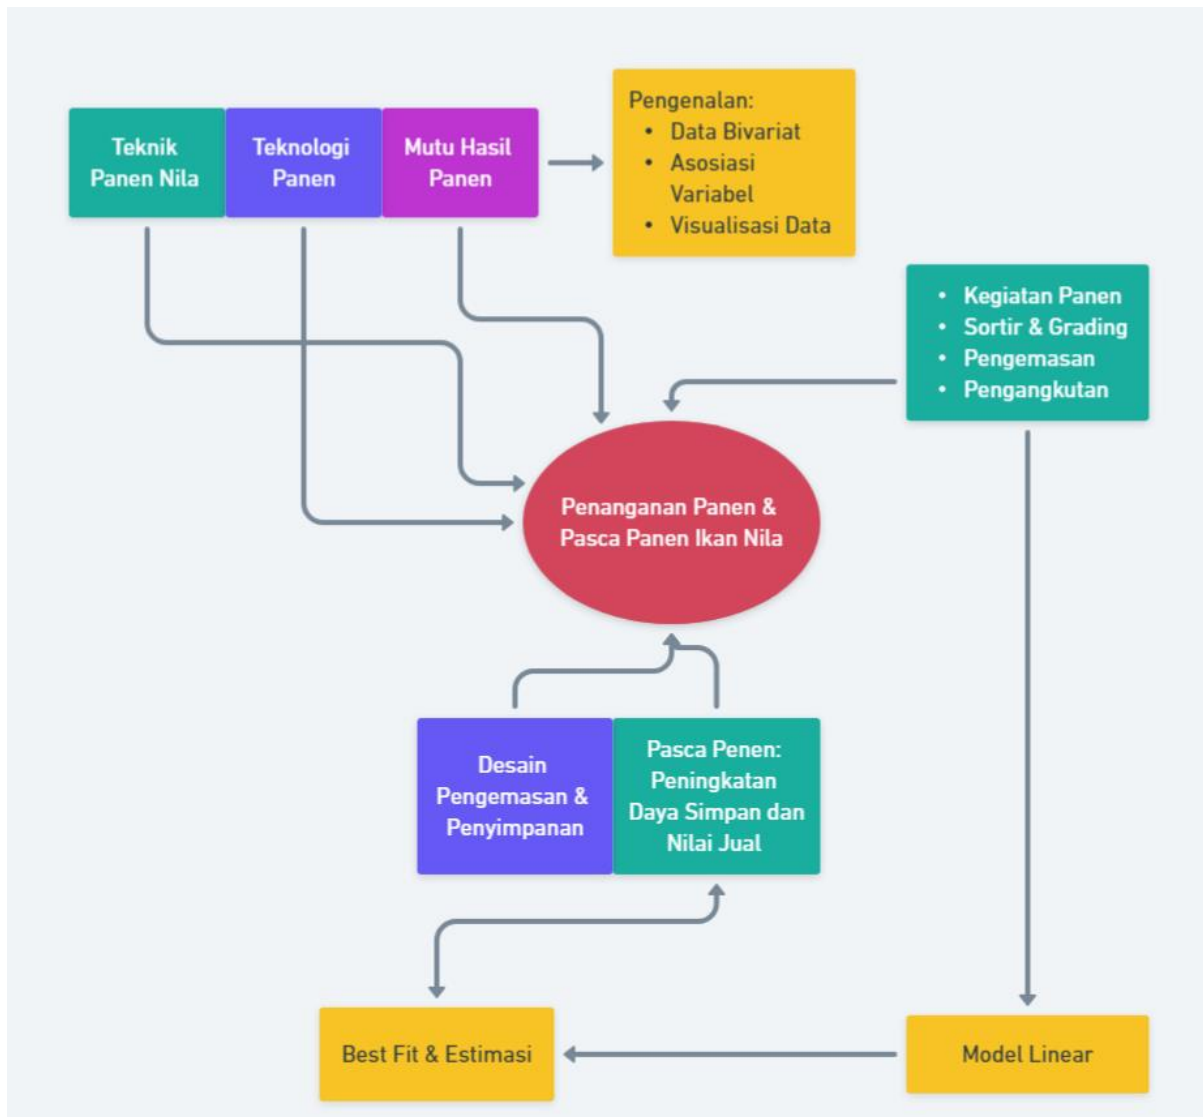 Teknik
Panen Nila
Teknologi
Panen
Mutu Hasil
Panen
Pengenalan:
• Data Bivariat
• Asosiasi
Variabel
• Visualisasi Data
• Kegiatan Panen
• Sortir & Grading
• Pengemasan
• Pengangkutan
Penanganan Panen &
Pasca Panen Ikan Nila
Desain
Pengemasan &
Penyimpanan
Pasca Penen:
Peningkatan
Daya Simpan dan
Nilai Jual
Best Fit & Estimasi
Model Linear